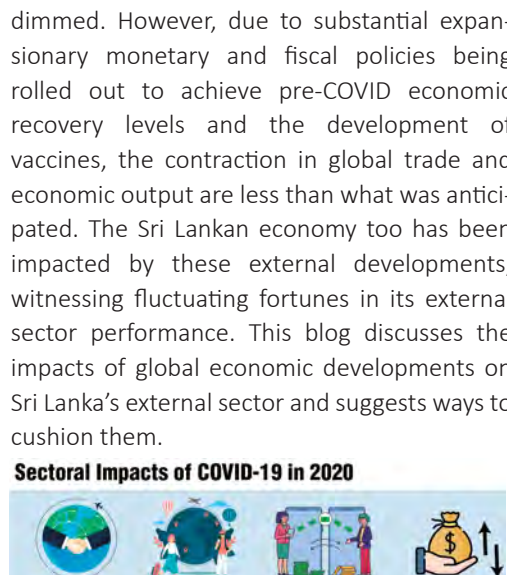 dimmed. However, due to substantial expan-
sionary monetary and fiscal policies being
rolled out to achieve pre-COVID economic
recovery levels and the development of
vaccines, the contraction in global trade and
economic output are less than what was antici-
pated. The Sri Lankan economy too has been
impacted by these external developments,
witnessing fluctuating fortunes in its external
sector performance. This blog discusses the
impacts of global economic developments on
Sri Lanka's external sector and suggests ways to
cushion them.
Sectoral Impacts of COVID-19 in 2020
$